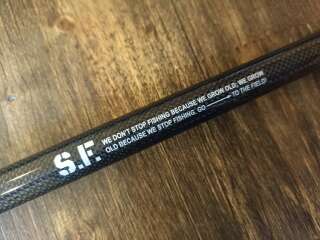 S.F.
WE DON'T STOP FISHING BECAUSE WE GROW OLD; WE GROW
OLD BECAUSE WE STOP FISHING. GO ——— TO THE FIELD!